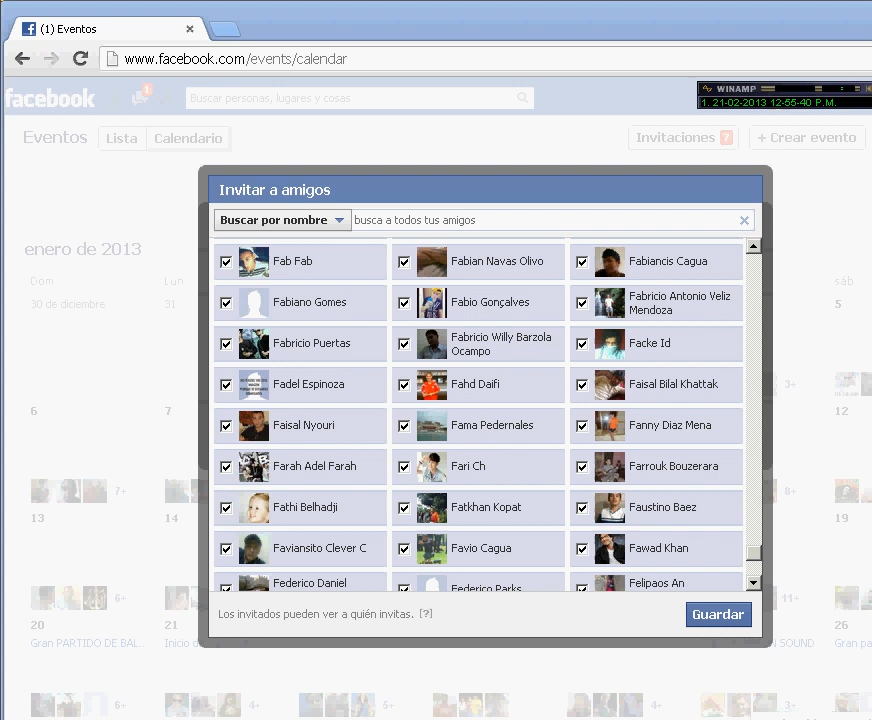 (1) Eventos
www.facebook.com/events/calendar
facebook
1
Buscar personas, lugares y cosas
WINAMP
1. 21-02-2013 12-55-40 P.M.
Eventos
Lista
Calendario
Invitaciones 7
+ Crear evento
Invitar a amigos
Buscar por nombre
busca a todos tus amigos
enero de 2013
Dom
Lun
sáb
30 de diciembre
31
5
Fab Fab
Fabian Navas Olivo
Fabiancis Cagua
Fabiano Gomes
Fabio Gonçalves
Fabricio Antonio Veliz
Mendoza
Fabricio Puertas
Fabricio Willy Barzola
Ocampo
Facke Id
Fadel Espinoza
Fahd Daifi
Faisal Bilal Khattak
3+
6
7
12
Faisal Nyouri
Fama Pedernales
Fanny Diaz Mena
Farah Adel Farah
Fari Ch
Farrouk Bouzerara
7+
8+
13
14
19
Fathi Belhadji
Fatkhan Kopat
Faustino Baez
Faviansito Clever C
Favio Cagua
Fawad Khan
Federico Daniel
Federico Parks
Felipaos An
6+
11+
20
21
26
Los invitados pueden ver a quién invitas. [?]
Guardar
Gran PARTIDO DE BAL...
Inicio d
N SOUND
Gran pa
6+
4+
5+
4+
3+